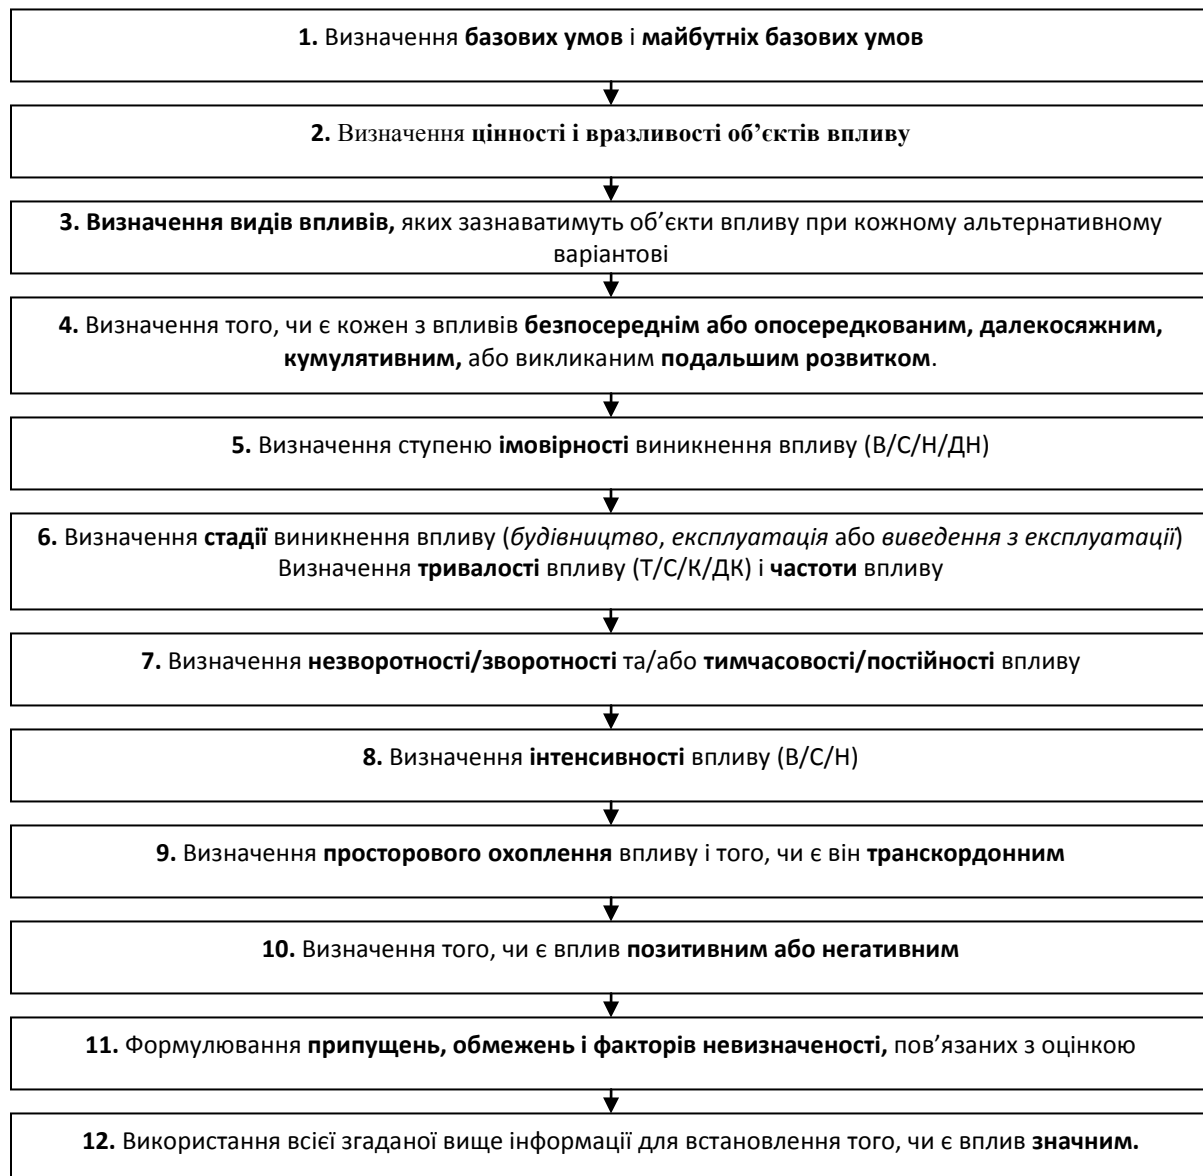 1. Визначення базових умов і майбутніх базових умов
2. Визначення цінності і вразливості об’єктів впливу
3. Визначення видів впливів, яких зазнаватимуть об’єкти впливу при кожному альтернативному
варіантові
4. Визначення того, чи є кожен з впливів безпосереднім або опосередкованим, далекосяжним,
кумулятивним, або викликаним подальшим розвитком.
5. Визначення ступеню імовірності виникнення впливу (В/С/Н/ДН)
6. Визначення стадії виникнення впливу (будівництво, експлуатація або виведення з експлуатації)
Визначення тривалості впливу (Т/С/К/ДК) і частоти впливу
7. Визначення незворотності/зворотності та/або тимчасовості/постійності впливу
8. Визначення інтенсивності впливу (В/С/Н)
9. Визначення просторового охоплення впливу і того, чи є він транскордонним
10. Визначення того, чи є вплив позитивним або негативним
11. Формулювання припущень, обмежень і факторів невизначеності, пов’язаних з оцінкою
12. Використання всієї згаданої вище інформації для встановлення того, чи є вплив значним.